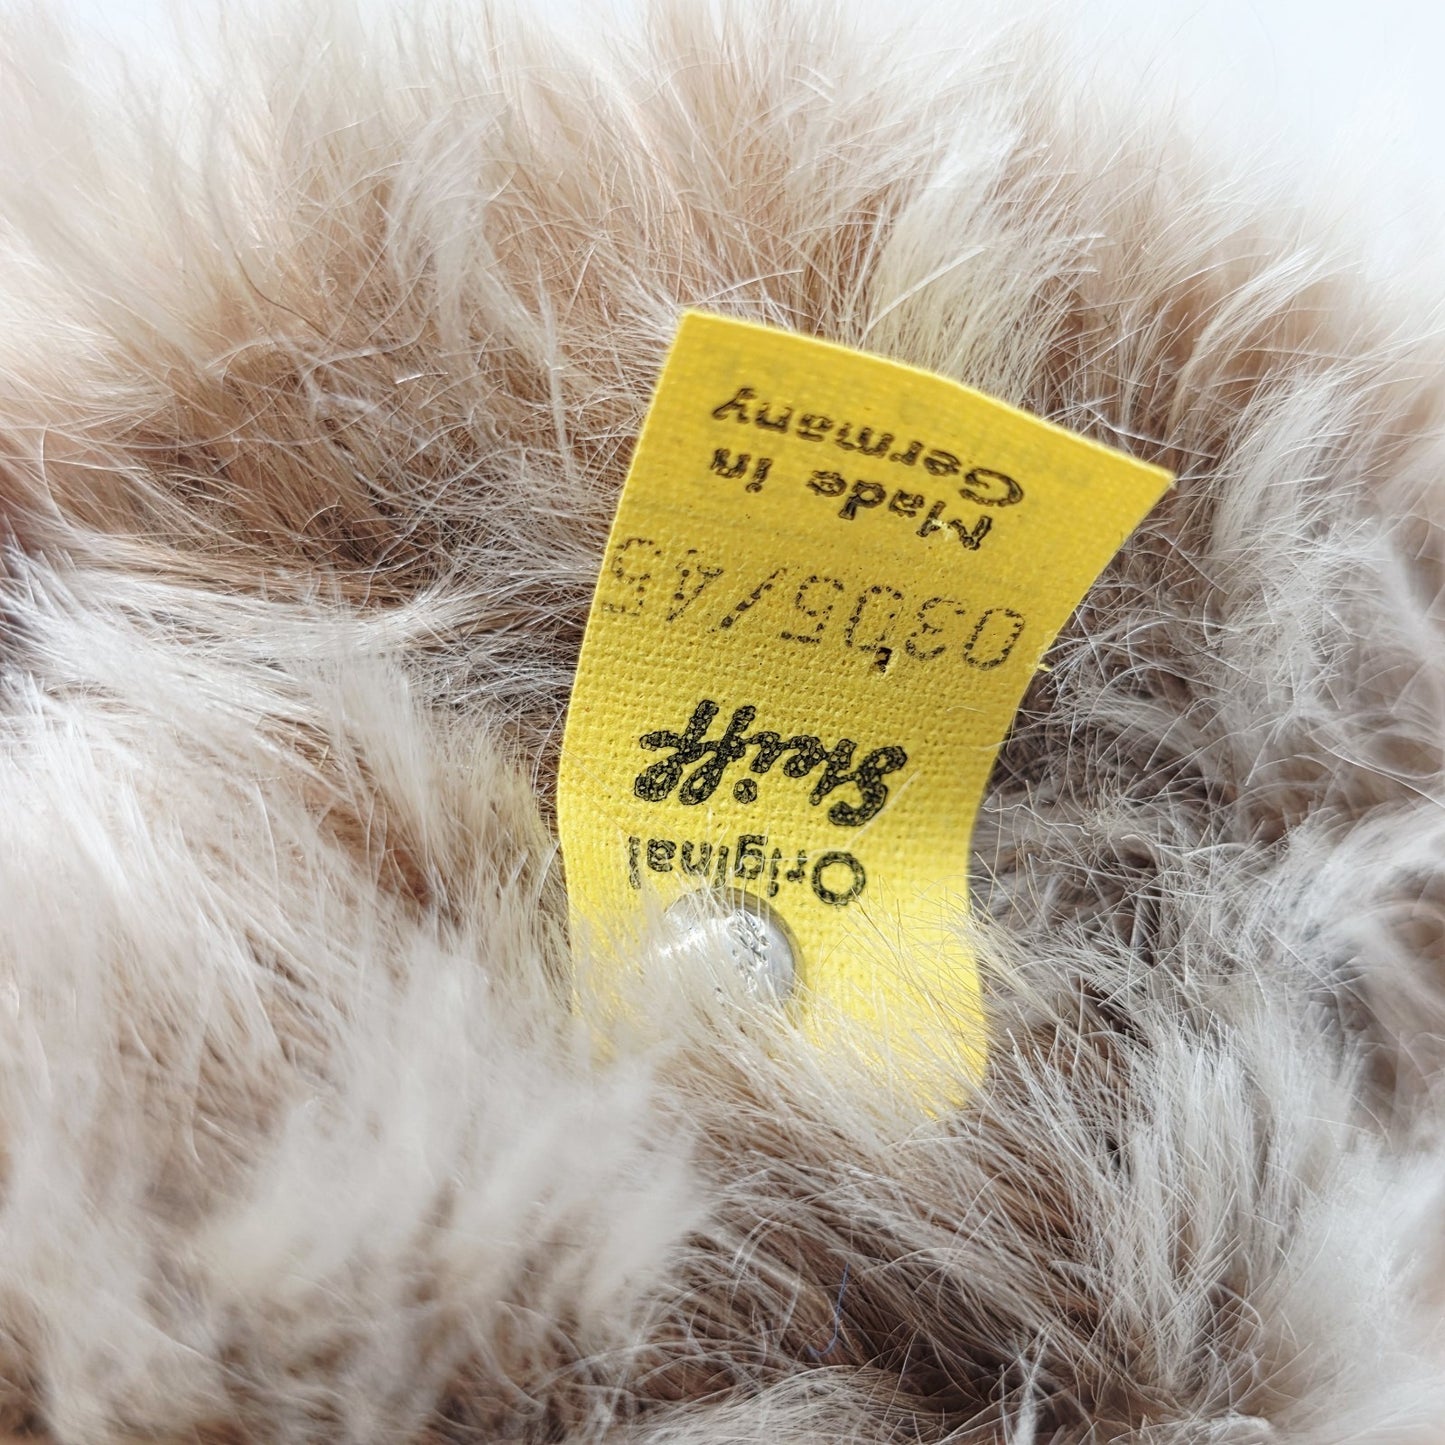 Original
Steiff
0305/45
Made in
Germany